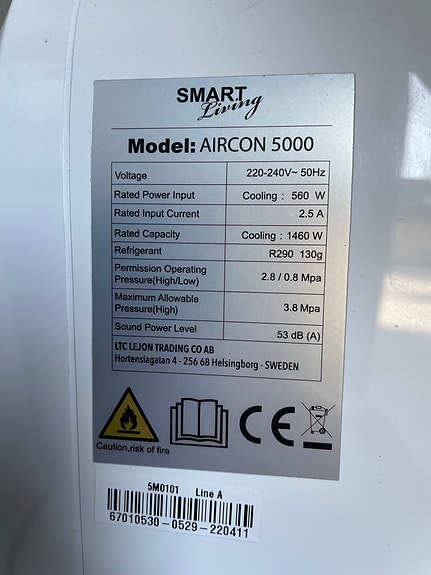 SMART
Living
Model: AIRCON 5000
Voltage 220-240V~ 50Hz
Rated Power Input Cooling : 560 W
Rated Input Current 2.5 A
Rated Capacity Cooling : 1460 W
Refrigerant R290 130g
Permission Operating
Pressure(High/Low) 2.8 / 0.8 Mpa
Maximum Allowable
Pressure(High) 3.8 Mpa
Sound Power Level 53 dB (A)
LTC LEJON TRADING CO AB
Hortensiagatan 4 - 256 68 Helsingborg - SWEDEN
CE
Caution,risk of fire
5M0101 Line A
67010530-0529-220411